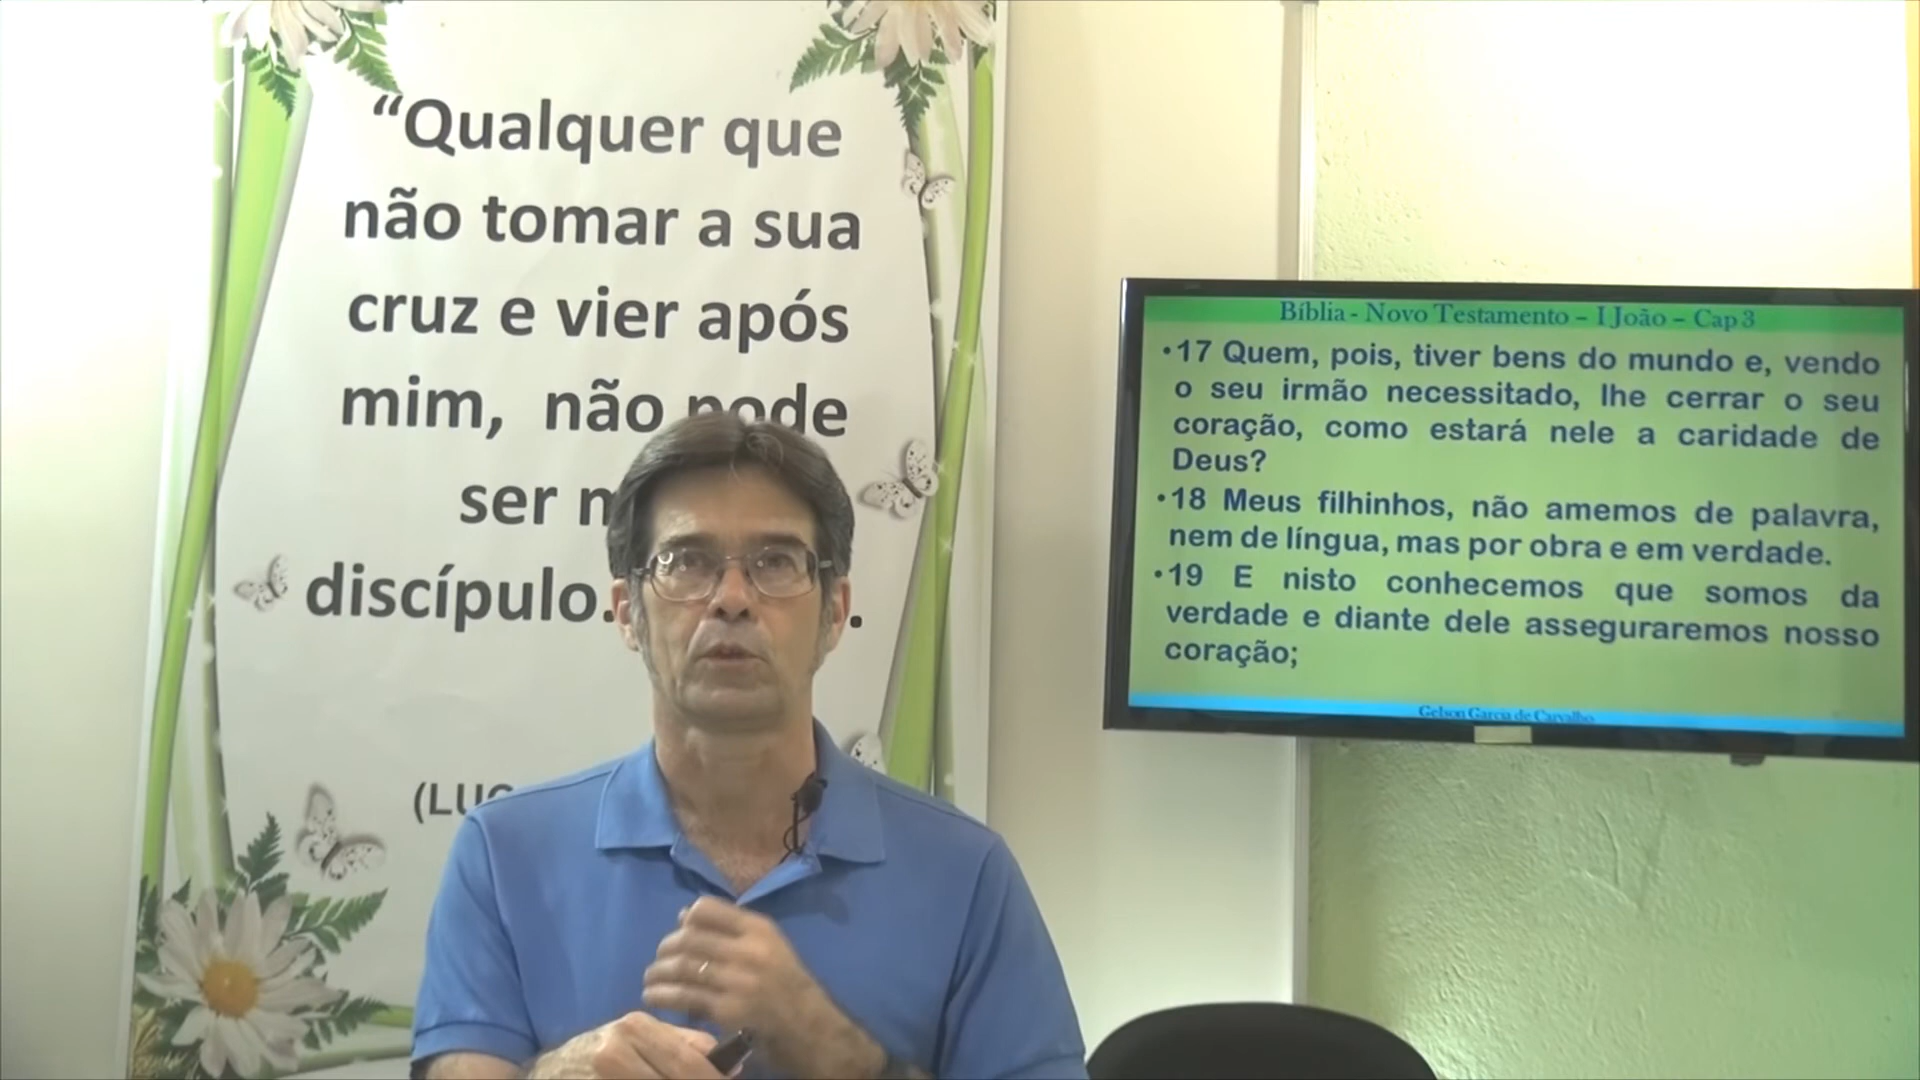 “Qualquer que
não tomar a sua
cruz e vier após
mim, não pode
ser
discípulo.
Bíblia - Novo Testamento – I João – Cap 3
•17 Quem, pois, tiver bens do mundo e, vendo
o seu irmão necessitado, lhe cerrar o seu
coração, como estará nele a caridade de
Deus?
•18 Meus filhinhos, não amemos de palavra,
nem de língua, mas por obra e em verdade.
•19 E nisto conhecemos que somos da
verdade e diante dele asseguraremos nosso
coração;
Gelson Garcia de Carvalho